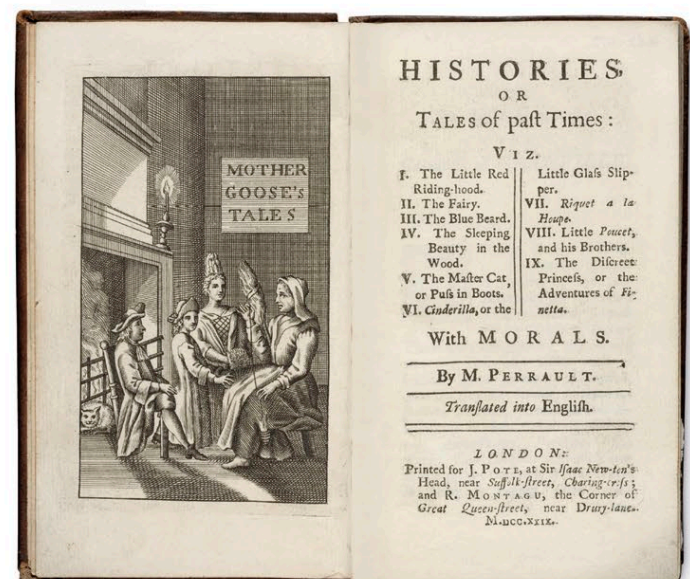 MOTHER
GOOSE's
TALES
HISTORIES,
OR
TALES of paſt Times:
VIZ.
I. The Little Red
Riding-hood.
II. The Fairy.
III. The Blue Beard.
IV. The Sleeping
Beauty in the
Wood.
V. The Maſter Cat,
or Puſs in Boots.
VI. Cinderilla, or the
Little Glaſs Slip-
per.
VII. Riquet a la
Houpe.
VIII. Little Poucet,
and his Brothers.
IX. The Diſcreet
Princeſs, or the
Adventures of Fi-
netta.
With MORALS.
By M. PERRAULT.
Tranſlated into Engliſh.
LONDON:
Printed for J. POTE, at Sir Iſaac New-ton's
Head, near Suffolk-ſtreet, Charing-croſs;
and R. MONTAGU, the Corner of
Great Queen-ſtreet, near Drury-lane.
M.DCC.XXIX.